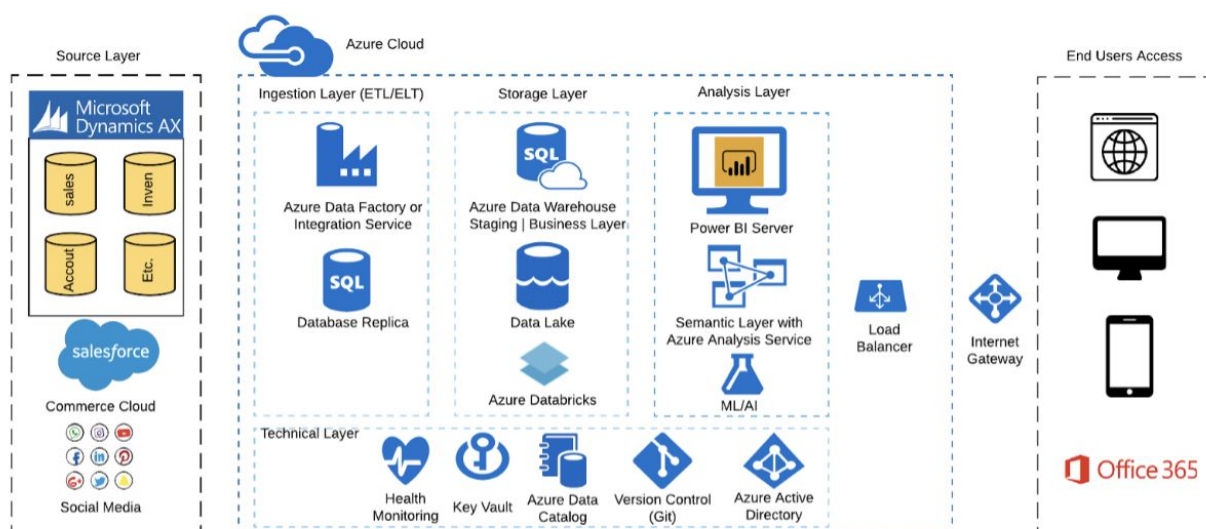 Source Layer
Microsoft
Dynamics AX
sales
Inven
Accout
Etc.
salesforce
Commerce Cloud
Social Media
Azure Cloud
Ingestion Layer (ETL/ELT)
SQL
Azure Data Factory or
Integration Service
SQL
Database Replica
Storage Layer
SQL
Azure Data Warehouse
Staging | Business Layer
Data Lake
Azure Databricks
Analysis Layer
Power BI Server
Semantic Layer with
Azure Analysis Service
ML/AI
Technical Layer
Health
Monitoring
Key Vault
Azure Data
Catalog
Version Control
(Git)
Azure Active
Directory
Load
Balancer
Internet
Gateway
End Users Access
Office 365